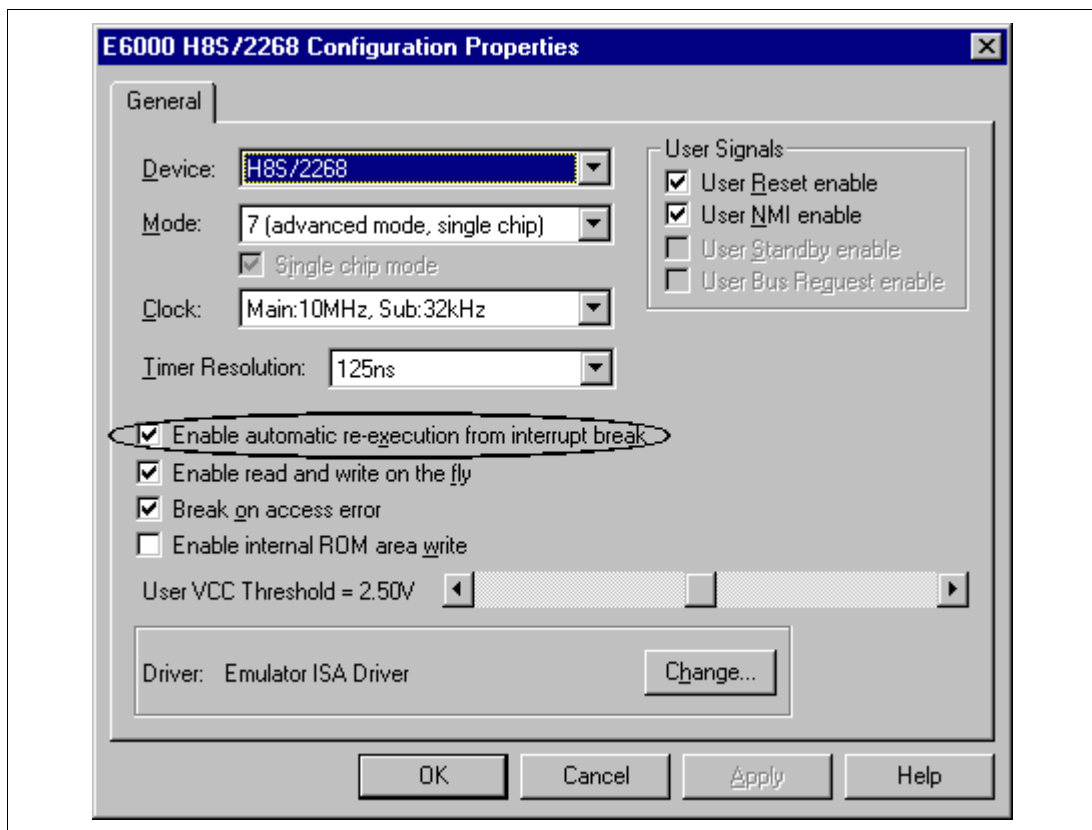 E6000 H8S/2268 Configuration Properties
General
Device: H8S/2268
Mode: 7 (advanced mode, single chip)
Single chip mode
Clock: Main:10MHz, Sub:32kHz
Timer Resolution: 125ns
User Signals
User Reset enable
User NMI enable
User Standby enable
User Bus Reguest enable
Enable automatic re-execution from interrupt break
Enable read and write on the fly
Break on access error
Enable internal ROM area write
User VCC Threshold = 2.50V
Driver: Emulator ISA Driver
Change...
OK Cancel Apply Help